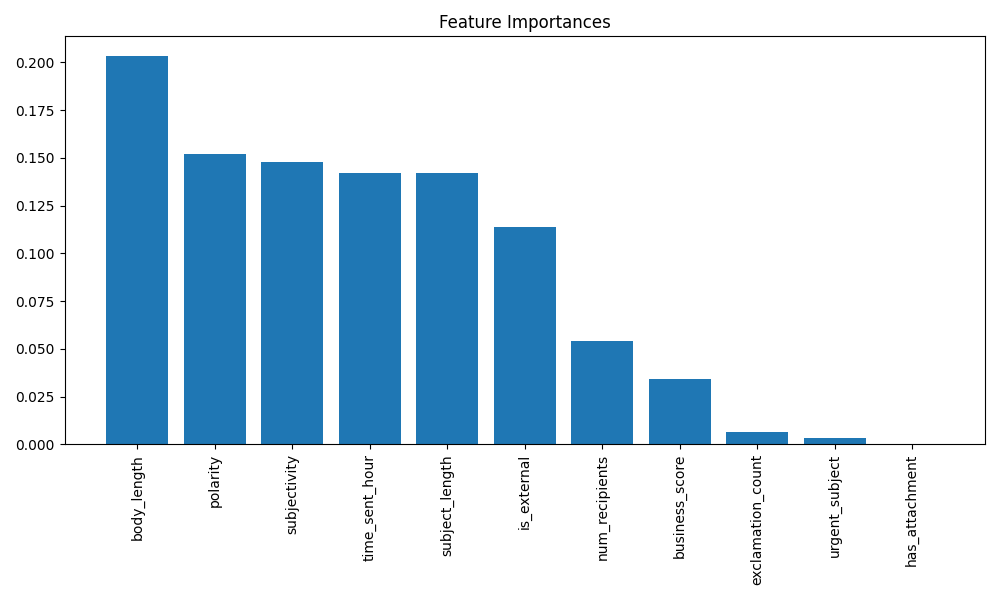 Feature Importances
0.200
0.175
0.150
0.125
0.100
0.075
0.050
0.025
0.000
body_length
polarity
subjectivity
time_sent_hour
subject_length
is_external
num_recipients
business_score
exclamation_count
urgent_subject
has_attachment